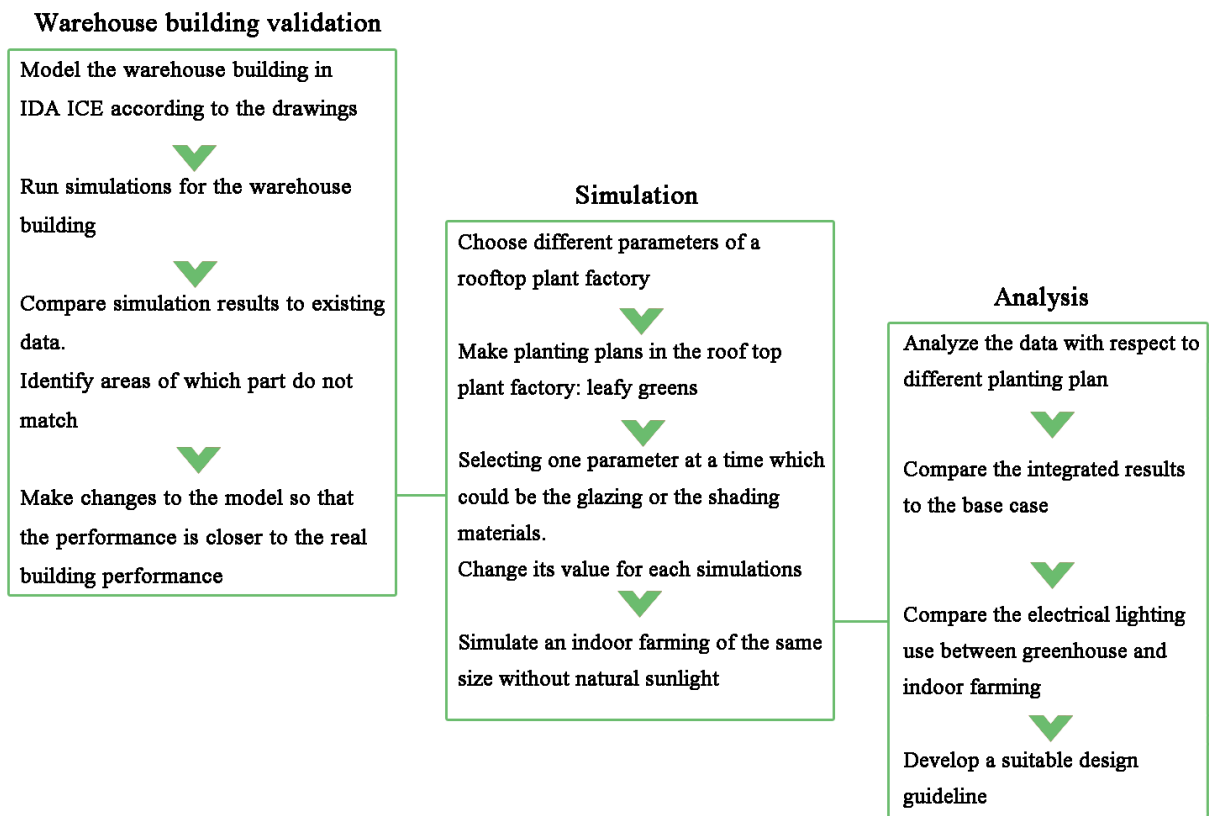 Warehouse building validation
Model the warehouse building in
IDA ICE according to the drawings
Run simulations for the warehouse
building
Compare simulation results to existing
data.
Identify areas of which part do not
match
Make changes to the model so that
the performance is closer to the real
building performance
Simulation
Choose different parameters of a
rooftop plant factory
Make planting plans in the roof top
plant factory: leafy greens
Selecting one parameter at a time which
could be the glazing or the shading
materials.
Change its value for each simulations
Simulate an indoor farming of the same
size without natural sunlight
Analysis
Analyze the data with respect to
different planting plan
Compare the integrated results
to the base case
Compare the electrical lighting
use between greenhouse and
indoor farming
Develop a suitable design
guideline